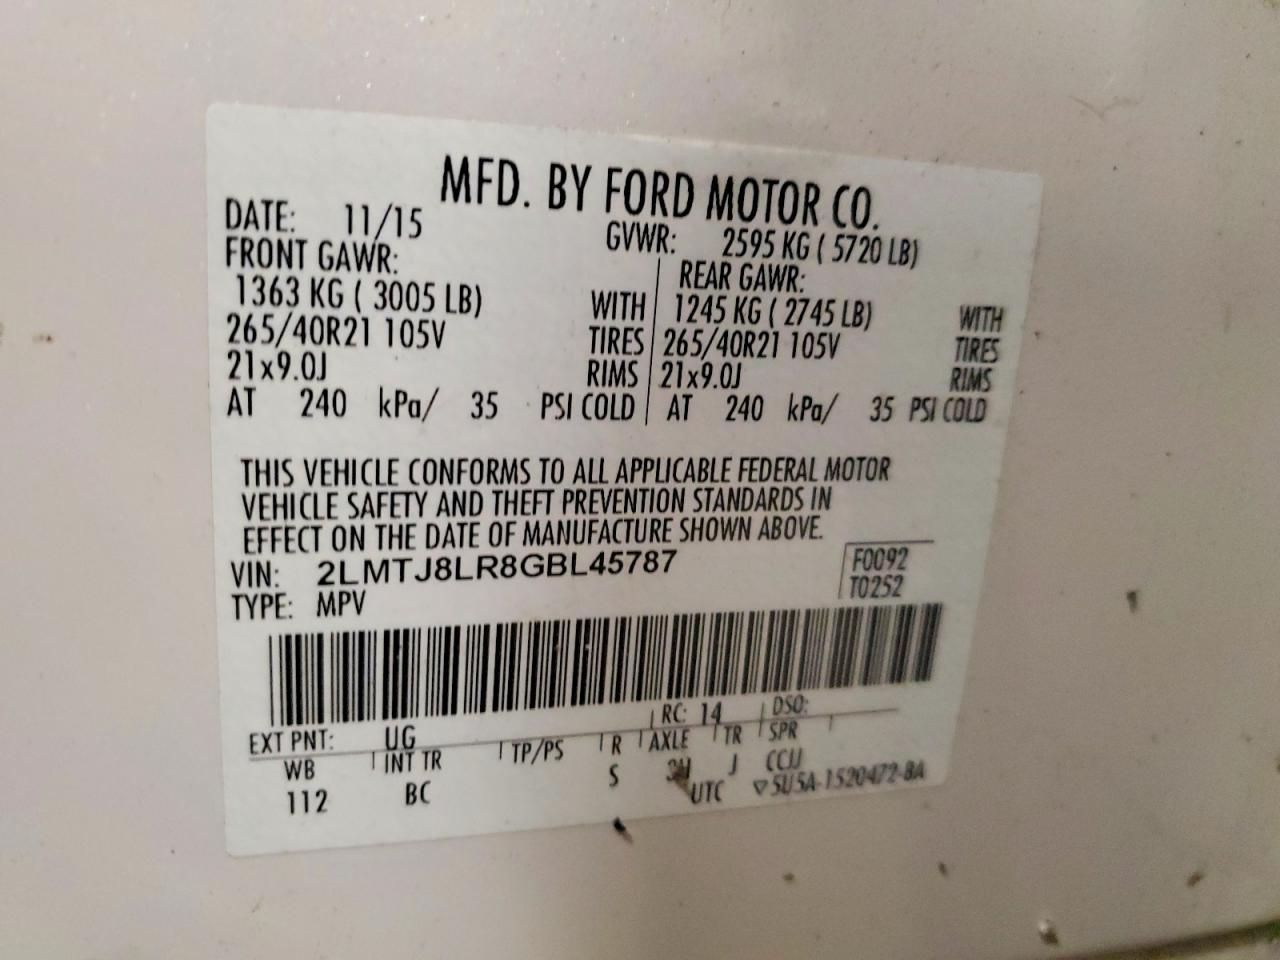 MFD. BY FORD MOTOR CO.
DATE: 11/15 GVWR: 2595 KG ( 5720 LB)
FRONT GAWR: REAR GAWR:
1363 KG ( 3005 LB) WITH 1245 KG ( 2745 LB) WITH
265/40R21 105V TIRES 265/40R21 105V TIRES
21x9.0J RIMS 21x9.0J RIMS
AT 240 kPa/ 35 PSI COLD AT 240 kPa/ 35 PSI COLD
THIS VEHICLE CONFORMS TO ALL APPLICABLE FEDERAL MOTOR
VEHICLE SAFETY AND THEFT PREVENTION STANDARDS IN
EFFECT ON THE DATE OF MANUFACTURE SHOWN ABOVE.
VIN: 2LMTJ8LR8GBL45787 F0092
TYPE: MPV T0252
EXT PNT: UG RC: 14 DSO:
WB INT TR TP/PS R AXLE TR SPR
112 BC S J CCJJ
UTC ▽5U5A-1520472-BA